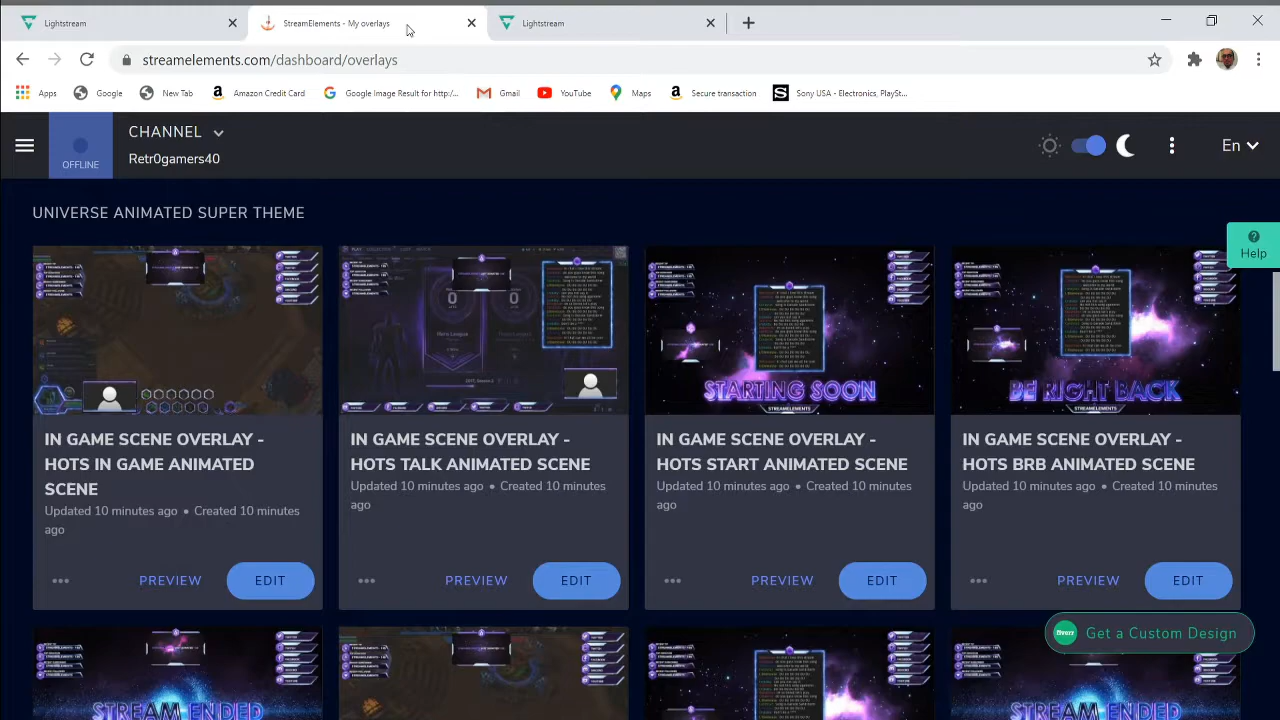 Lightstream
StreamElements - My overlays
Lightstream
streamelements.com/dashboard/overlays
Apps
Google
New Tab
Amazon Credit Card
Google Image Result for http:/...
Gmail
YouTube
Maps
Secure transaction
Sony USA - Electronics, PlaySt...
OFFLINE
CHANNEL
Retr0gamers40
En
UNIVERSE ANIMATED SUPER THEME
Help
STARTING SOON
STREAMELEMENTS
BE RIGHT BACK
STREAMELEMENTS
IN GAME SCENE OVERLAY -
HOTS IN GAME ANIMATED
SCENE
Updated 10 minutes ago • Created 10 minutes
ago
PREVIEW
EDIT
IN GAME SCENE OVERLAY -
HOTS TALK ANIMATED SCENE
Updated 10 minutes ago • Created 10 minutes
ago
PREVIEW
EDIT
IN GAME SCENE OVERLAY -
HOTS START ANIMATED SCENE
Updated 10 minutes ago • Created 10 minutes
ago
PREVIEW
EDIT
IN GAME SCENE OVERLAY -
HOTS BRB ANIMATED SCENE
Updated 10 minutes ago • Created 10 minutes
ago
PREVIEW
EDIT
fiverr
Get a Custom Design
STREAM ENDED